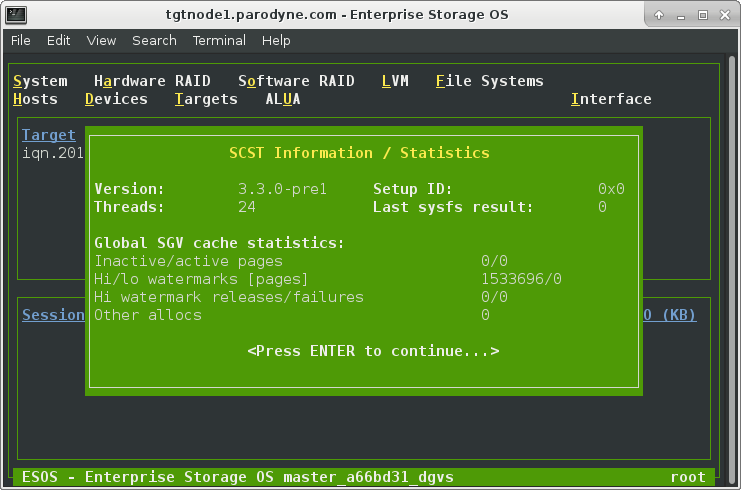 tgtnode1.parodyne.com - Enterprise Storage OS
File Edit View Search Terminal Help
System Hardware RAID Software RAID LVM File Systems
Hosts Devices Targets ALUA Interface
Target
iqn.201
SCST Information / Statistics
Version: 3.3.0-pre1 Setup ID: 0x0
Threads: 24 Last sysfs result: 0
Global SGV cache statistics:
Inactive/active pages 0/0
Hi/lo watermarks [pages] 1533696/0
Hi watermark releases/failures 0/0
Session O (KB)
Other allocs 0
<Press ENTER to continue...>
ESOS - Enterprise Storage OS master_a66bd31_dgvs root